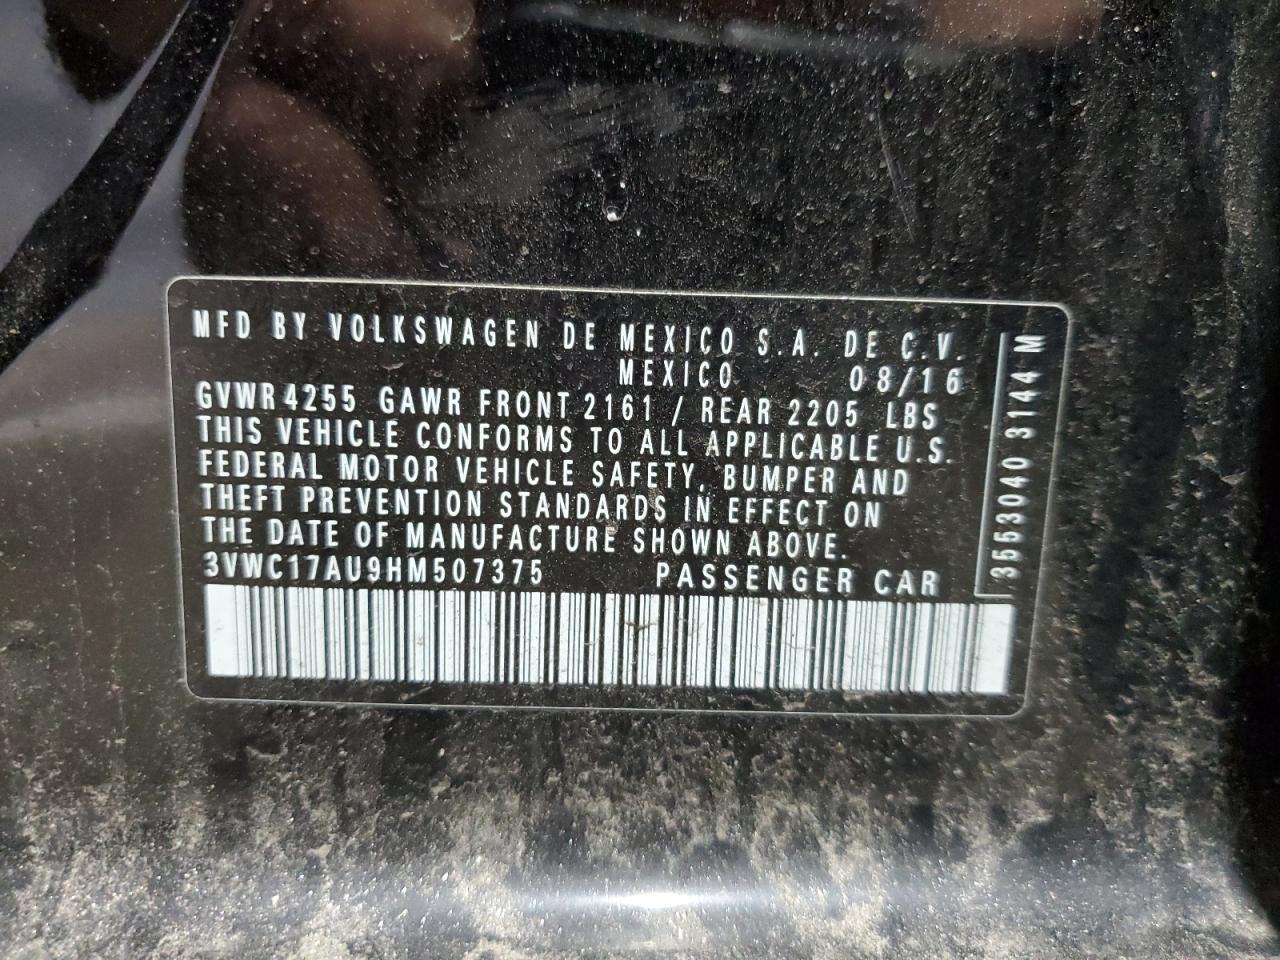 MFD BY VOLKSWAGEN DE MEXICO S.A. DE C.V.
MEXICO 08/16
GVWR 4255 GAWR FRONT 2161 / REAR 2205 LBS
THIS VEHICLE CONFORMS TO ALL APPLICABLE U.S.
FEDERAL MOTOR VEHICLE SAFETY, BUMPER AND
THEFT PREVENTION STANDARDS IN EFFECT ON
THE DATE OF MANUFACTURE SHOWN ABOVE.
3VWC17AU9HM507375 PASSENGER CAR
3553040 3144 M